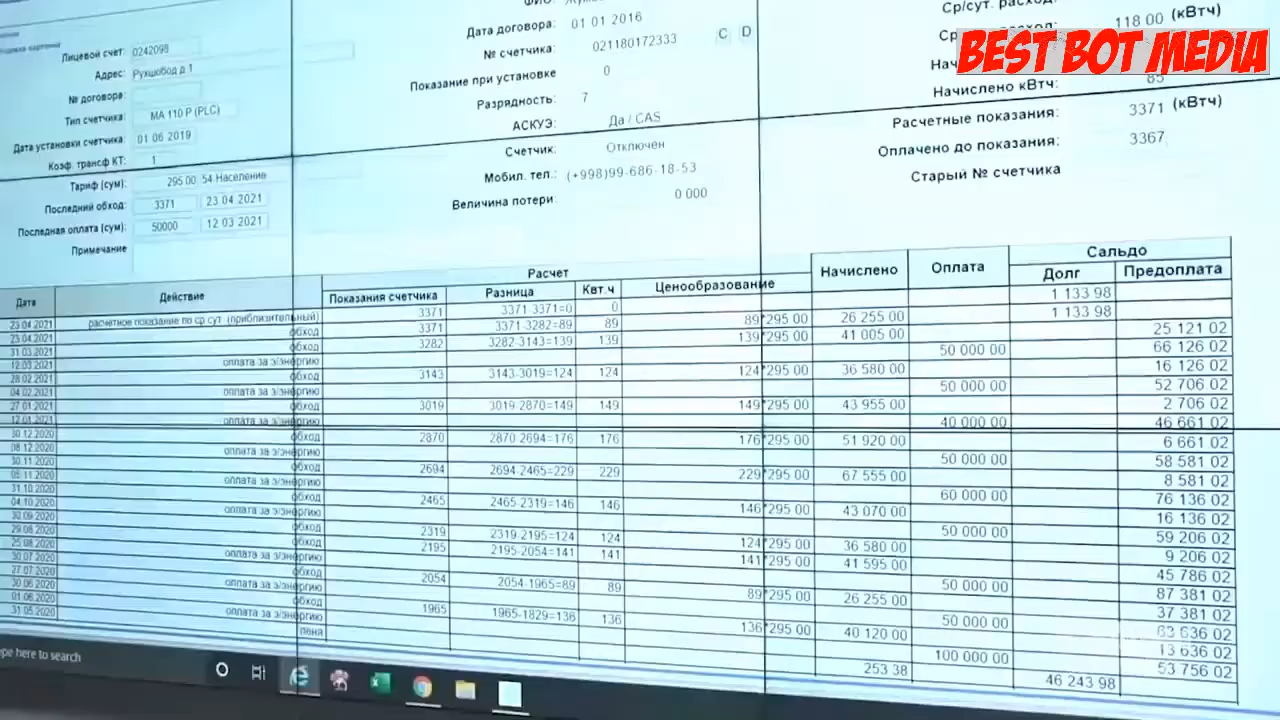 ФИО:
Ср/сут. расход:
Дата договора: 01 01 2016
118 00 (кВтч)
BEST BOT MEDIA
Лицевой счет: 0242098
№ счетчика: 021180172333 C D
Адрес: Рухшобод д 1
Показание при установке 0
Начислено кВтч: 85
№ договора:
Разрядность: 7
Расчетные показания: 3371 (кВтч)
Тип счетчика: МА 110 Р (PLC)
АСКУЭ: Да / CAS
Оплачено до показания: 3367
Дата установки счетчика: 01 06 2019
Счетчик: Отключен
Старый № счетчика
Коэф. трансф КТ: 1
Мобил. тел.: (+998)99-686-18-53
Тариф (сум): 295 00 54 Население
Величина потери: 0 000
Последний обход: 3371 23 04 2021
Последняя оплата (сум): 50000 12 03 2021
Примечание
Расчет Начислено Оплата Сальдо
Дата Действие Показания счетчика Разница Квт.ч Ценообразование Долг Предоплата
23 04 2021 расчетное показание по ср сут (приблизительный) 3371 3371-3371=0 0 1 133 98
23 04 2021 обход 3371 3371-3282=89 89 89*295 00 26 255 00 1 133 98
31 03 2021 обход 3282 3282-3143=139 139 139*295 00 41 005 00 25 121 02
12 03 2021 оплата за э/энергию 50 000 00 66 126 02
28 02 2021 обход 3143 3143-3019=124 124 124*295 00 36 580 00 16 126 02
04 02 2021 оплата за э/энергию 50 000 00 52 706 02
27 01 2021 обход 3019 3019-2870=149 149 149*295 00 43 955 00 2 706 02
12 01 2021 оплата за э/энергию 40 000 00 46 661 02
30 12 2020 обход 2870 2870-2694=176 176 176*295 00 51 920 00 6 661 02
08 12 2020 оплата за э/энергию 50 000 00 58 581 02
30 11 2020 обход 2694 2694-2465=229 229 229*295 00 67 555 00 8 581 02
05 11 2020 оплата за э/энергию 60 000 00 76 136 02
31 10 2020 обход 2465 2465-2319=146 146 146*295 00 43 070 00 16 136 02
04 10 2020 оплата за э/энергию 50 000 00 59 206 02
30 09 2020 обход 2319 2319-2195=124 124 124*295 00 36 580 00 9 206 02
29 08 2020 обход 2195 2195-2054=141 141 141*295 00 41 595 00 45 786 02
25 08 2020 оплата за э/энергию 50 000 00 87 381 02
30 07 2020 обход 2054 2054-1965=89 89 89*295 00 26 255 00 37 381 02
27 07 2020 оплата за э/энергию 50 000 00 63 636 02
30 06 2020 обход 1965 1965-1829=136 136 136*295 00 40 120 00 13 636 02
01 06 2020 оплата за э/энергию 100 000 00 53 756 02
31 05 2020 пеня 253 38 46 243 98
ype here to search